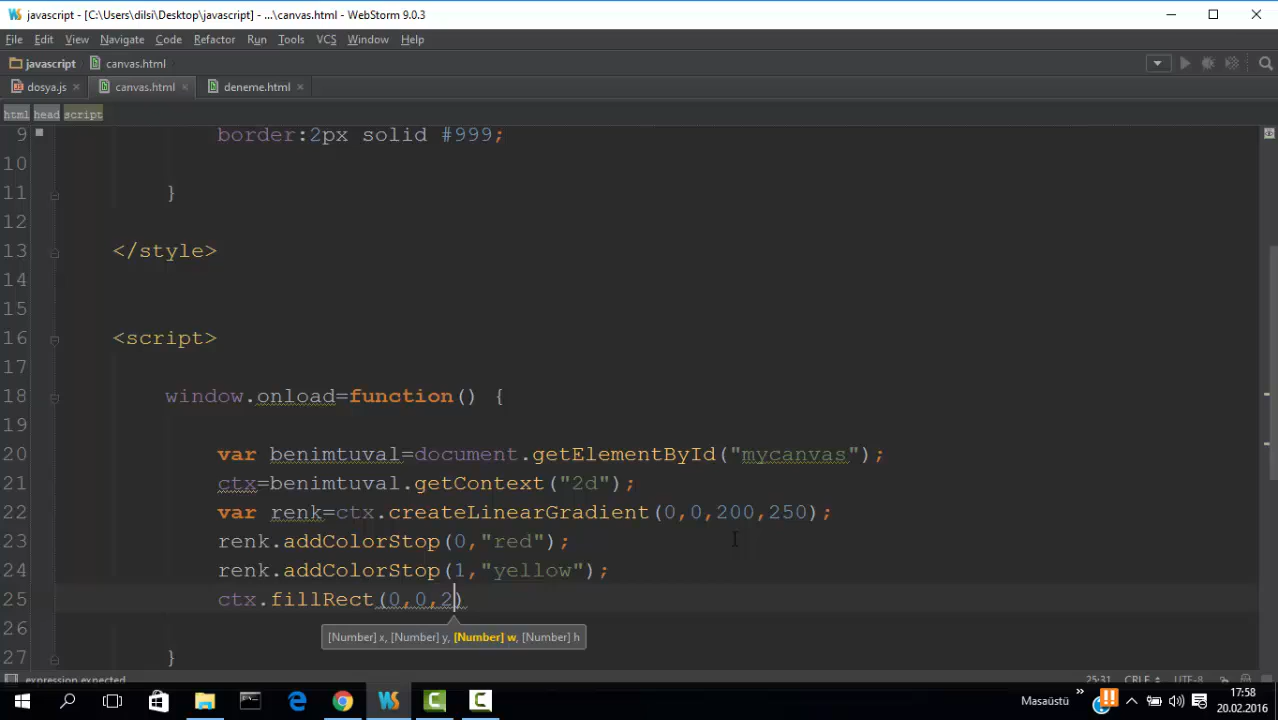 javascript - [C:\Users\dilsi\Desktop\javascript] - ...\canvas.html - WebStorm 9.0.3
File Edit View Navigate Code Refactor Run Tools VCS Window Help
javascript canvas.html
dosya.js canvas.html deneme.html
html head script
9 border:2px solid #999;
10
11 }
12
13 </style>
14
15
16 <script>
17
18 window.onload=function() {
19
20 var benimtuval=document.getElementById("mycanvas");
21 ctx=benimtuval.getContext("2d");
22 var renk=ctx.createLinearGradient(0,0,200,250);
23 renk.addColorStop(0,"red");
24 renk.addColorStop(1,"yellow");
25 ctx.fillRect(0,0,2)
26 [Number] x, [Number] y, [Number] w, [Number] h
27 }
expression expected 25:31 CRLF UTF-8
Masaüstü 17:58
20.02.2016